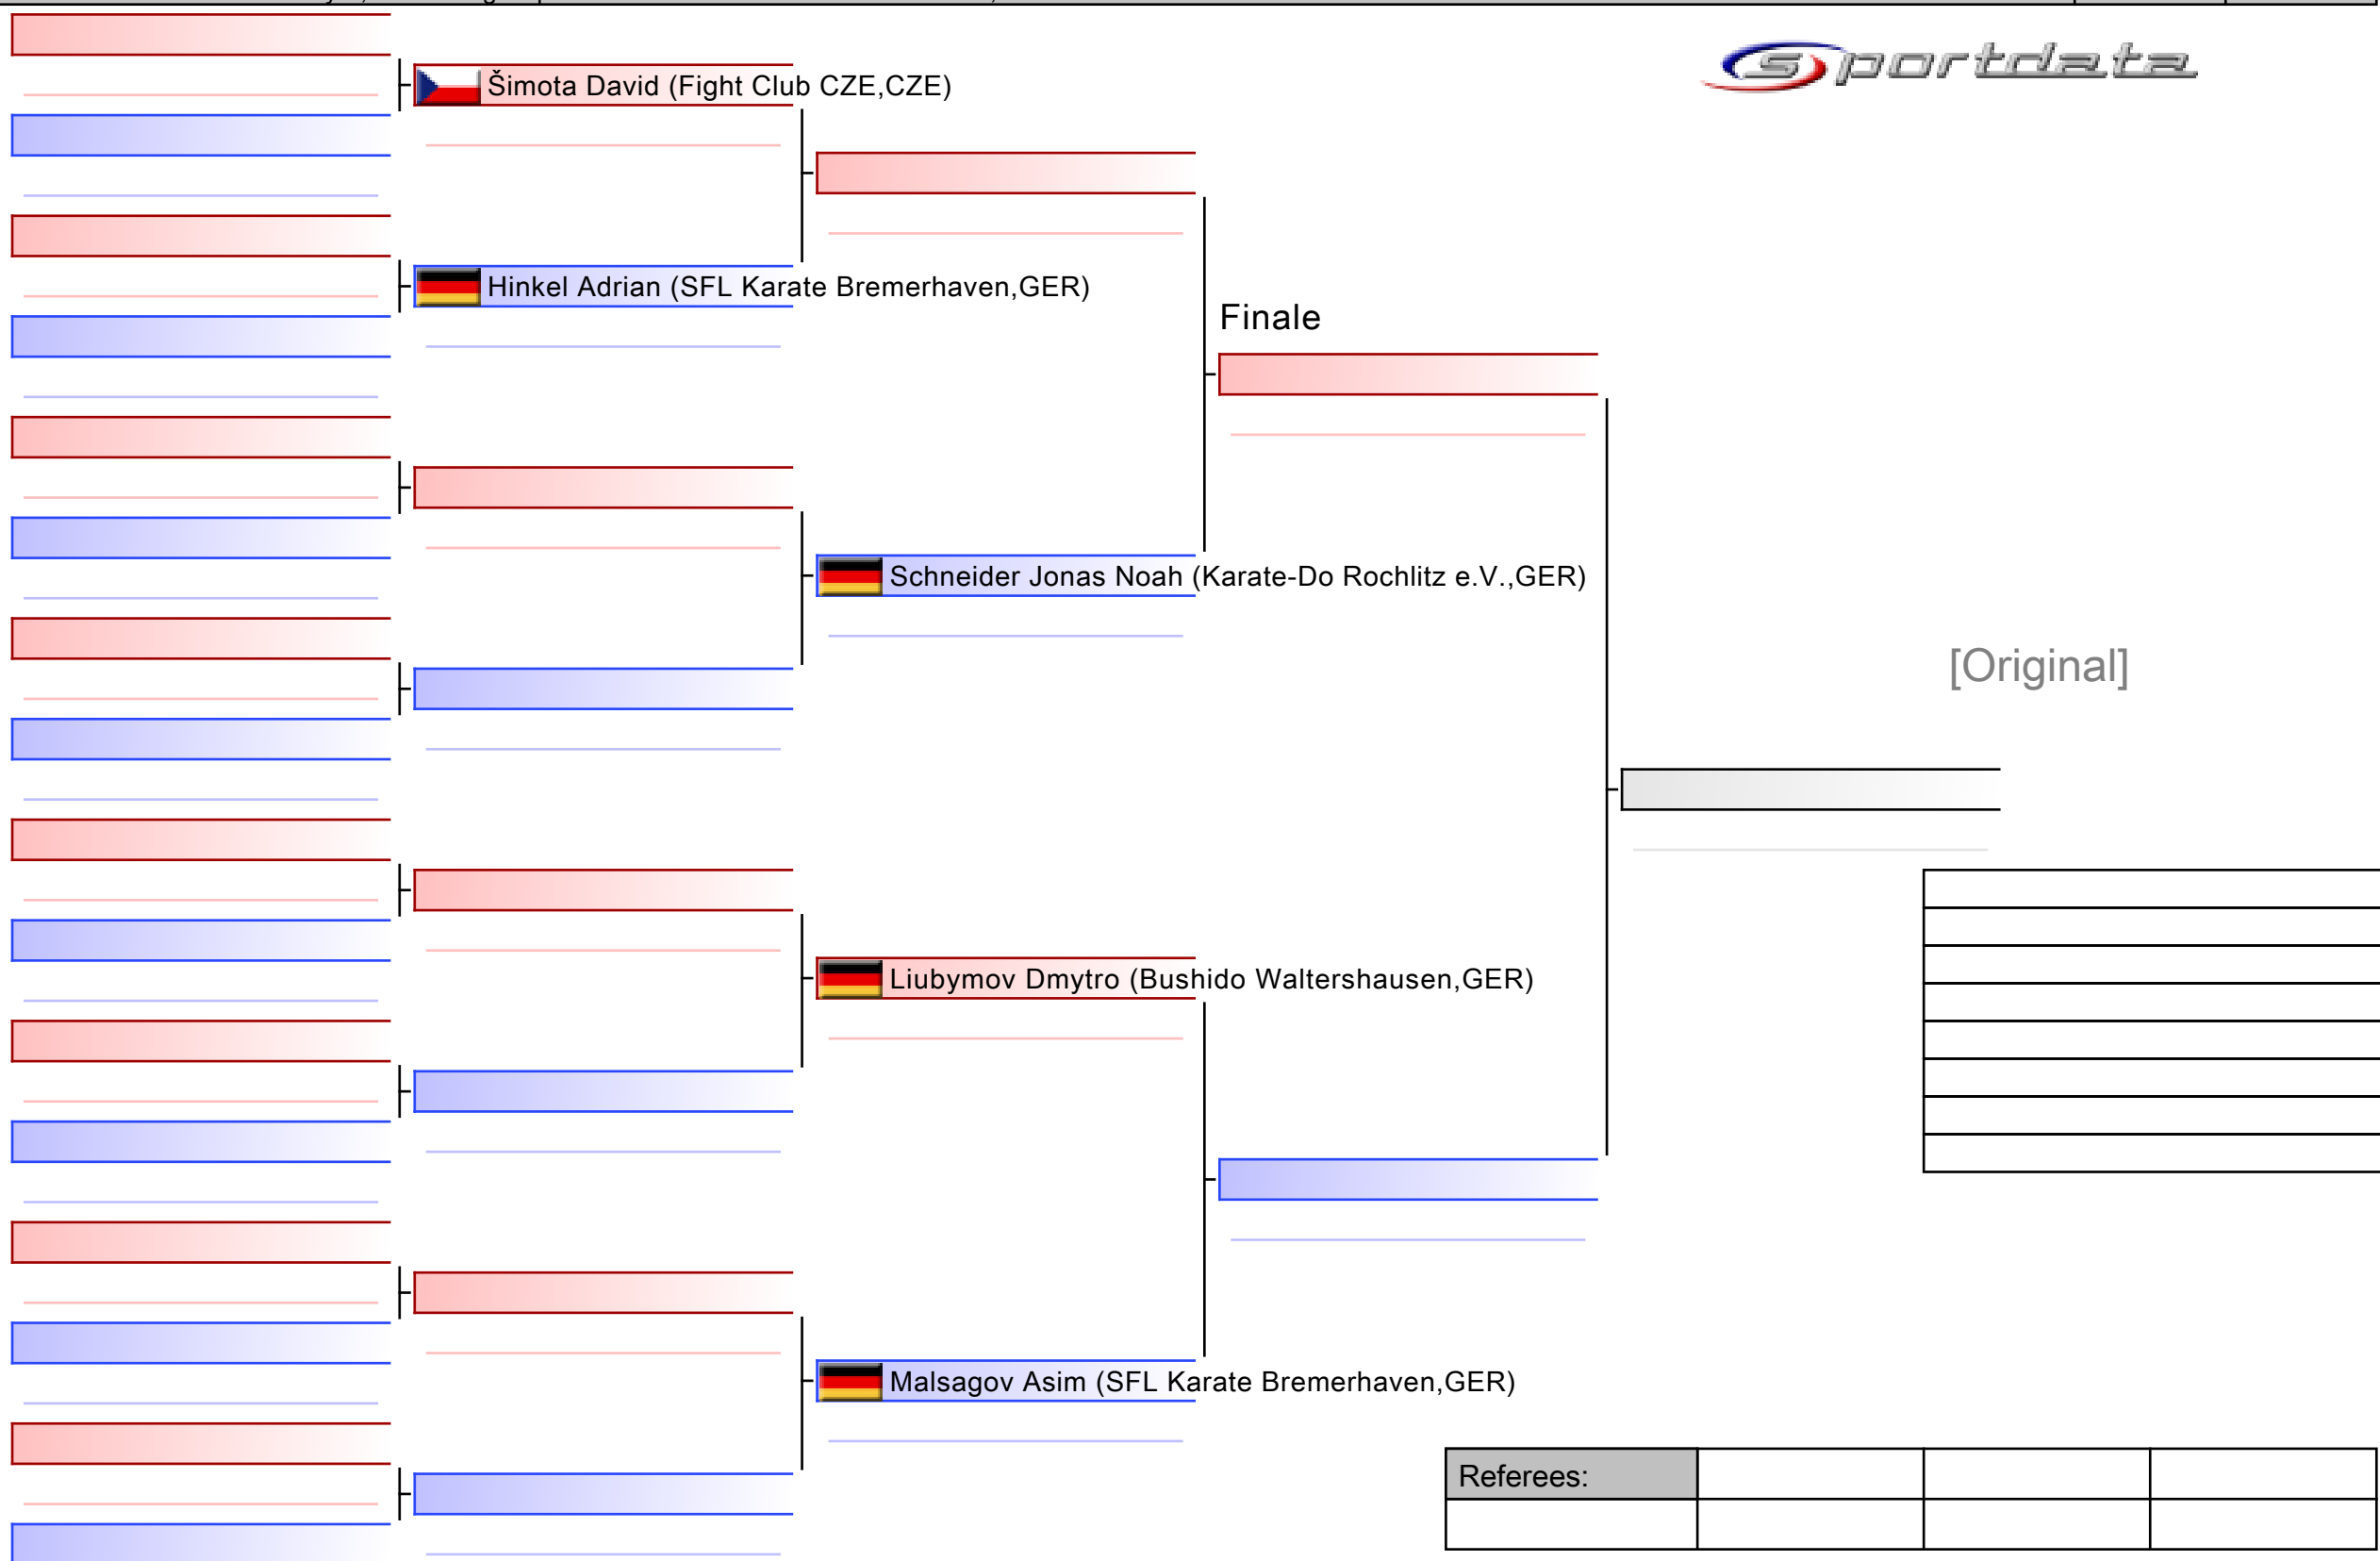 sportdata
Šimota David (Fight Club CZE,CZE)
Hinkel Adrian (SFL Karate Bremerhaven,GER)
Finale
Schneider Jonas Noah (Karate-Do Rochlitz e.V.,GER)
[Original]
Liubymov Dmytro (Bushido Waltershausen,GER)
Malsagov Asim (SFL Karate Bremerhaven,GER)
Referees: